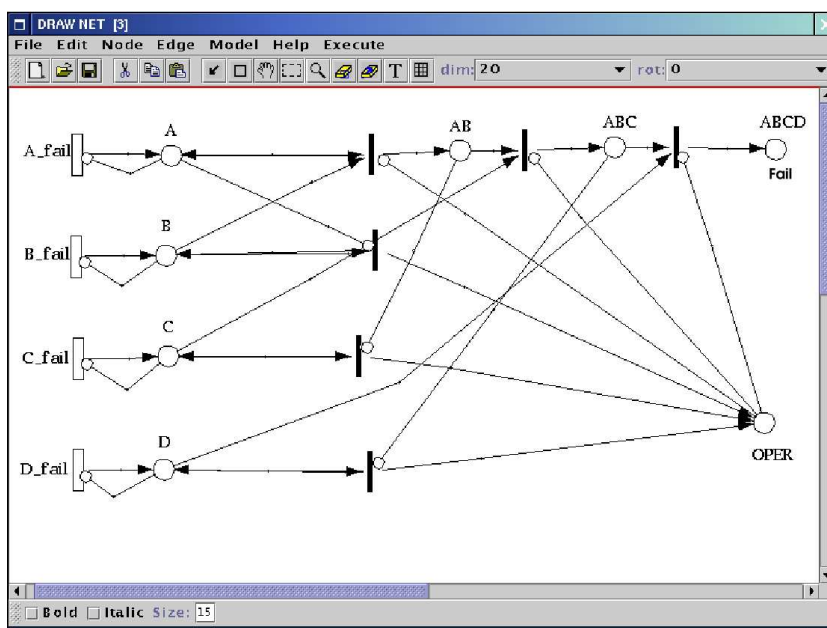 DRAW NET [3]
File Edit Node Edge Model Help Execute
T dim: 20 rot: 0
A_fail A AB ABC ABCD
Fail
B_fail B
C_fail C
D_fail D
OPER
Bold Italic Size: 15